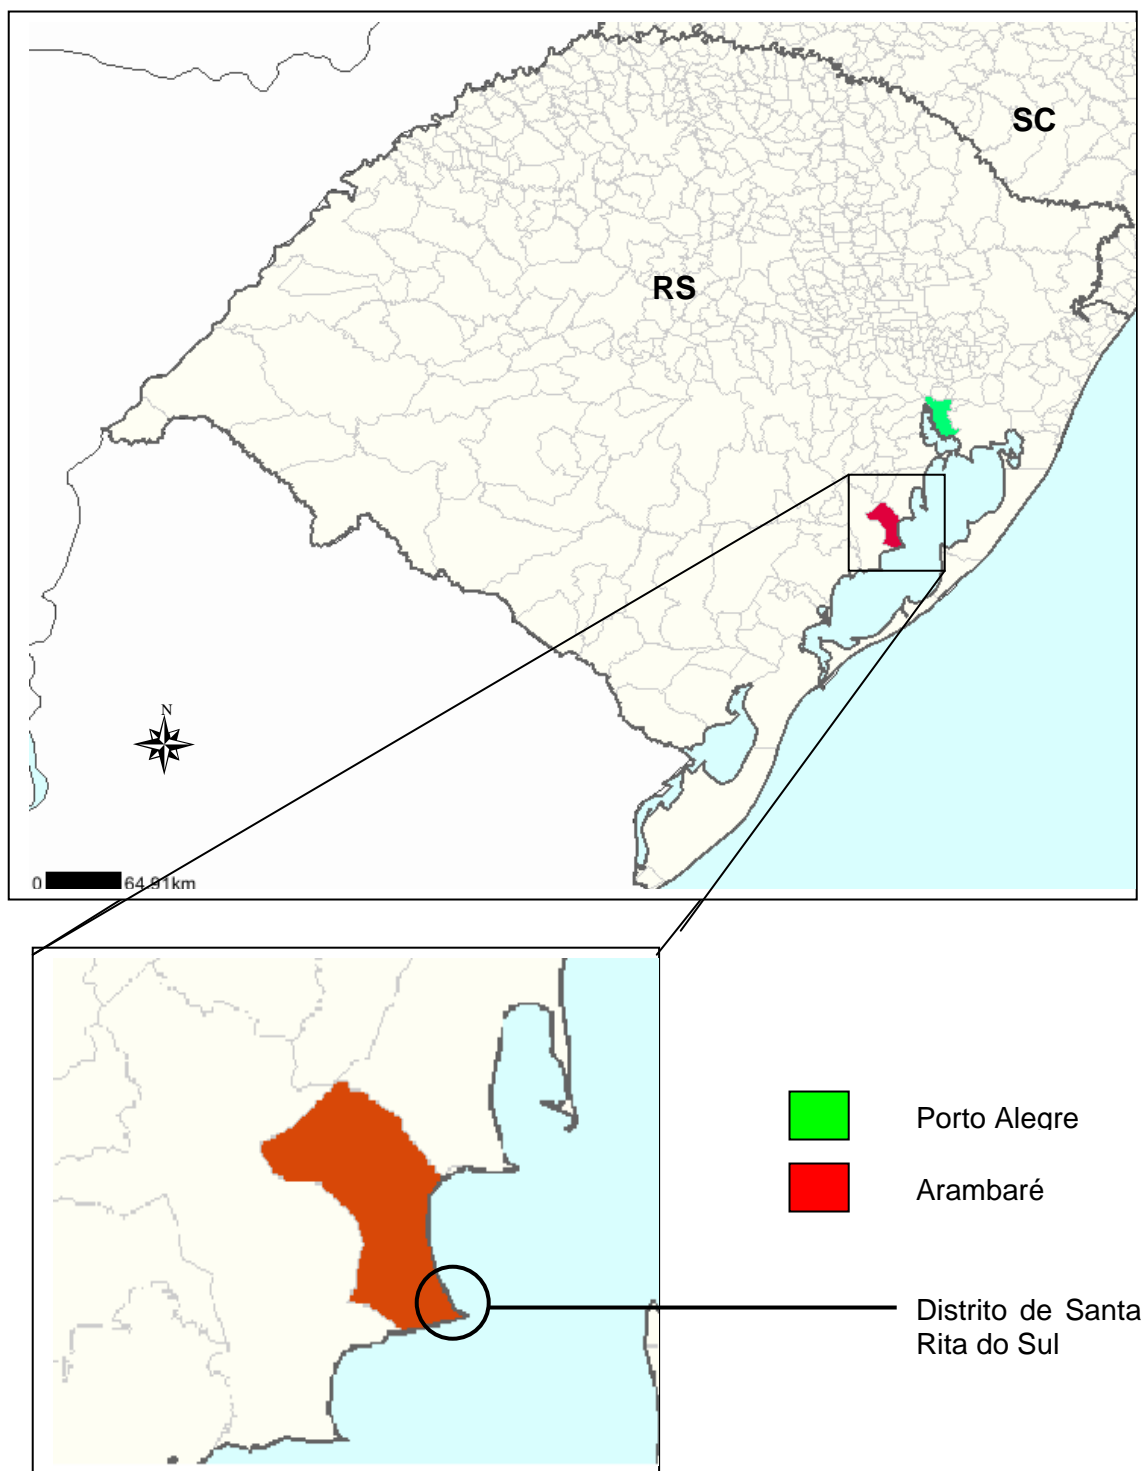 SC
RS
N
0 64.91km
Porto Alegre
Arambaré
Distrito de Santa
Rita do Sul